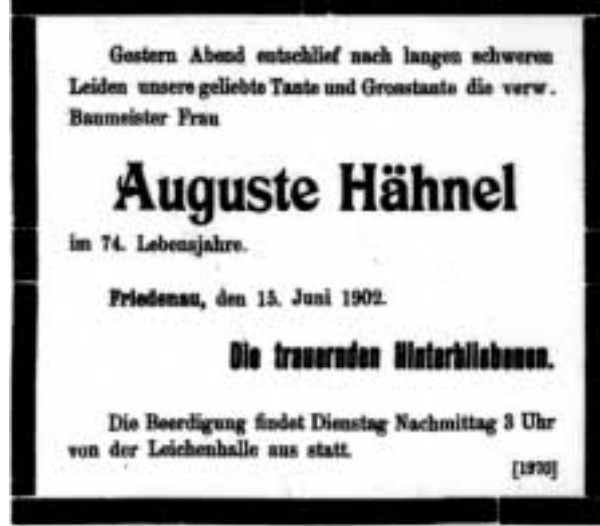 Gestern Abend entschlief nach langen schweren
Leiden unsere geliebte Tante und Grosstante die verw.
Baumeister Frau
Auguste Hähnel
im 74. Lebensjahre.
Friedenau, den 15. Juni 1902.
Die trauernden Hinterbliebenen.
Die Beerdigung findet Dienstag Nachmittag 3 Uhr
von der Leichenhalle aus statt.
[1970]